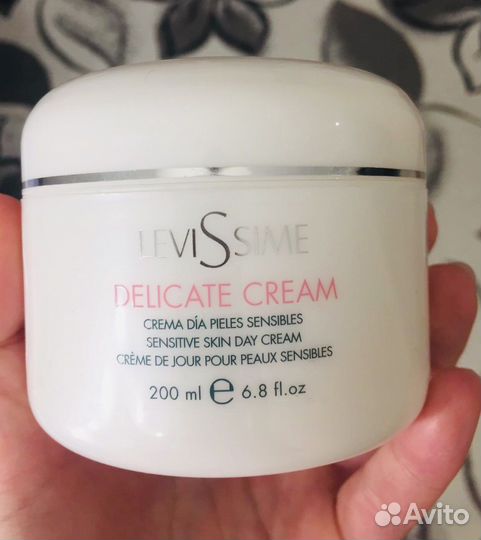 LEVISSIME
DELICATE CREAM
CREMA DÍA PIELES SENSIBLES
SENSITIVE SKIN DAY CREAM
CRÈME DE JOUR POUR PEAUX SENSIBLES
200 ml ℮ 6.8 fl.oz
Avito